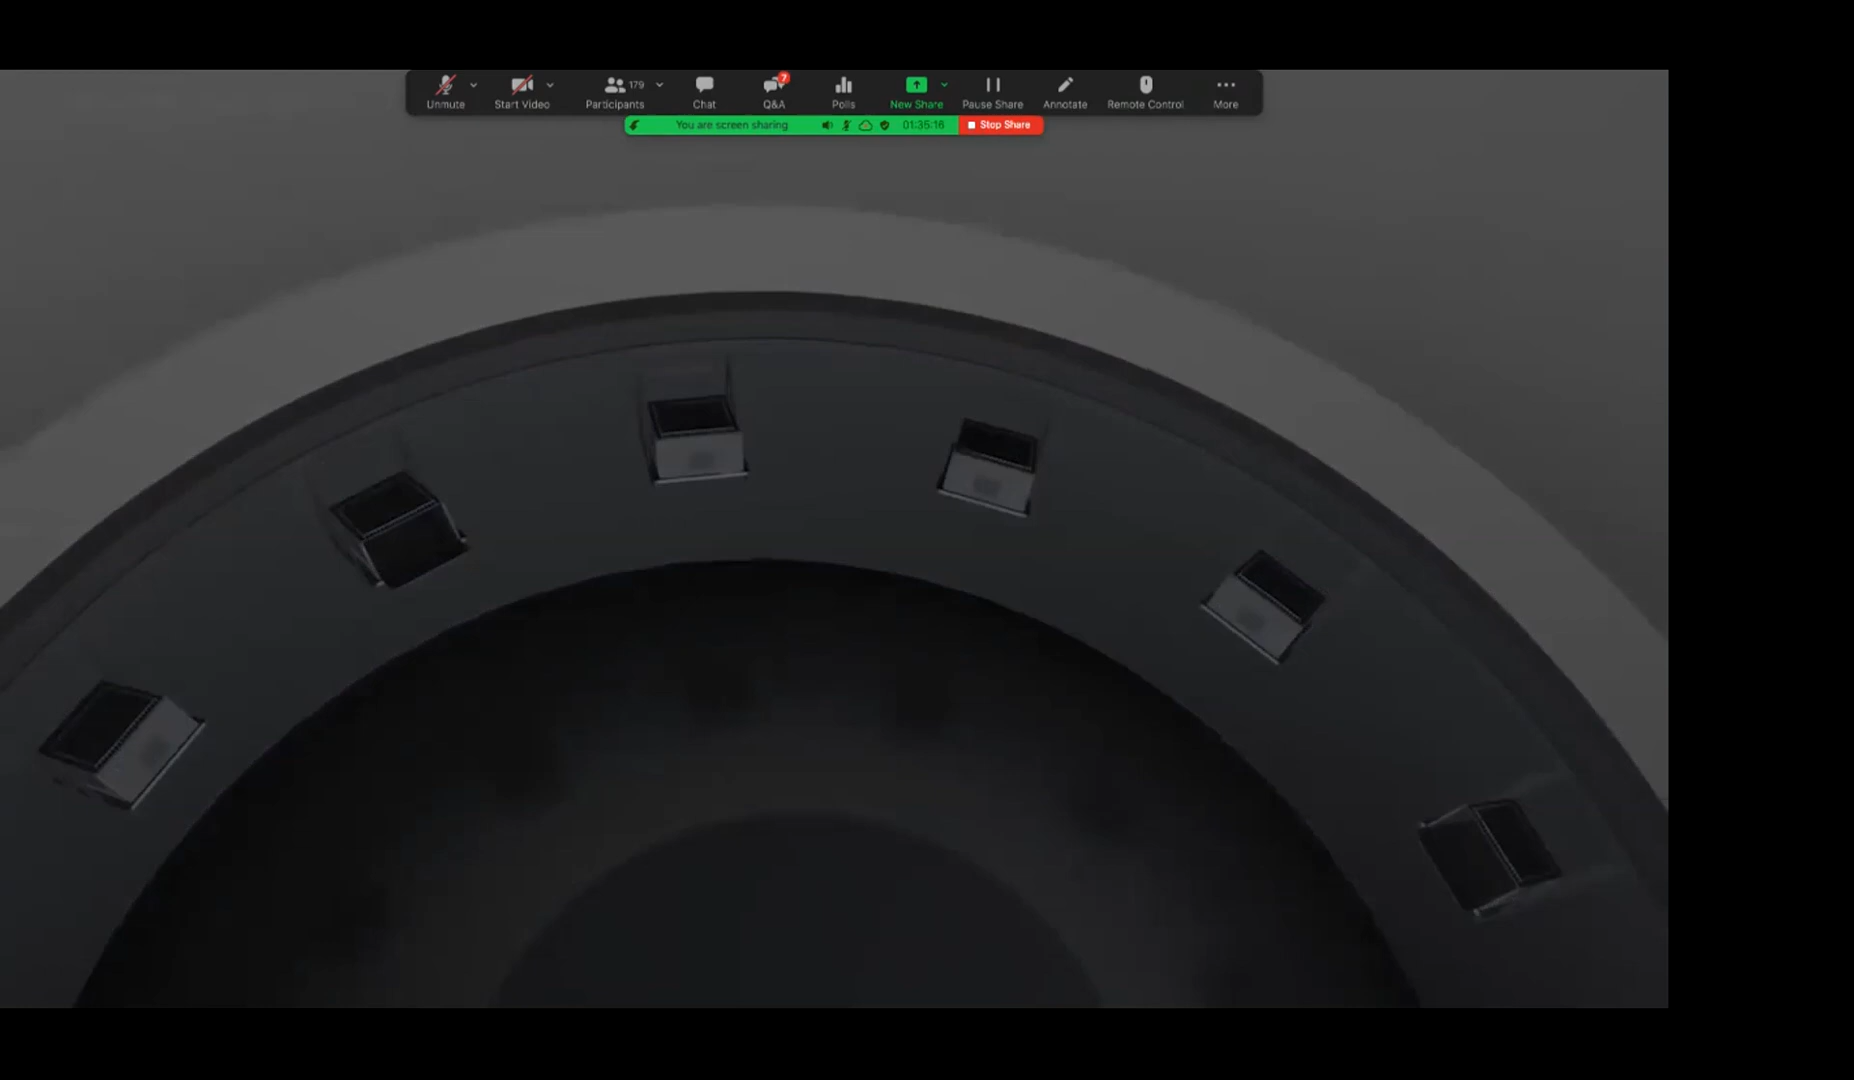 Unmute Start Video Participants 179 Chat Q&A 7 Polls New Share Pause Share Annotate Remote Control More
You are screen sharing 01:35:16 Stop Share